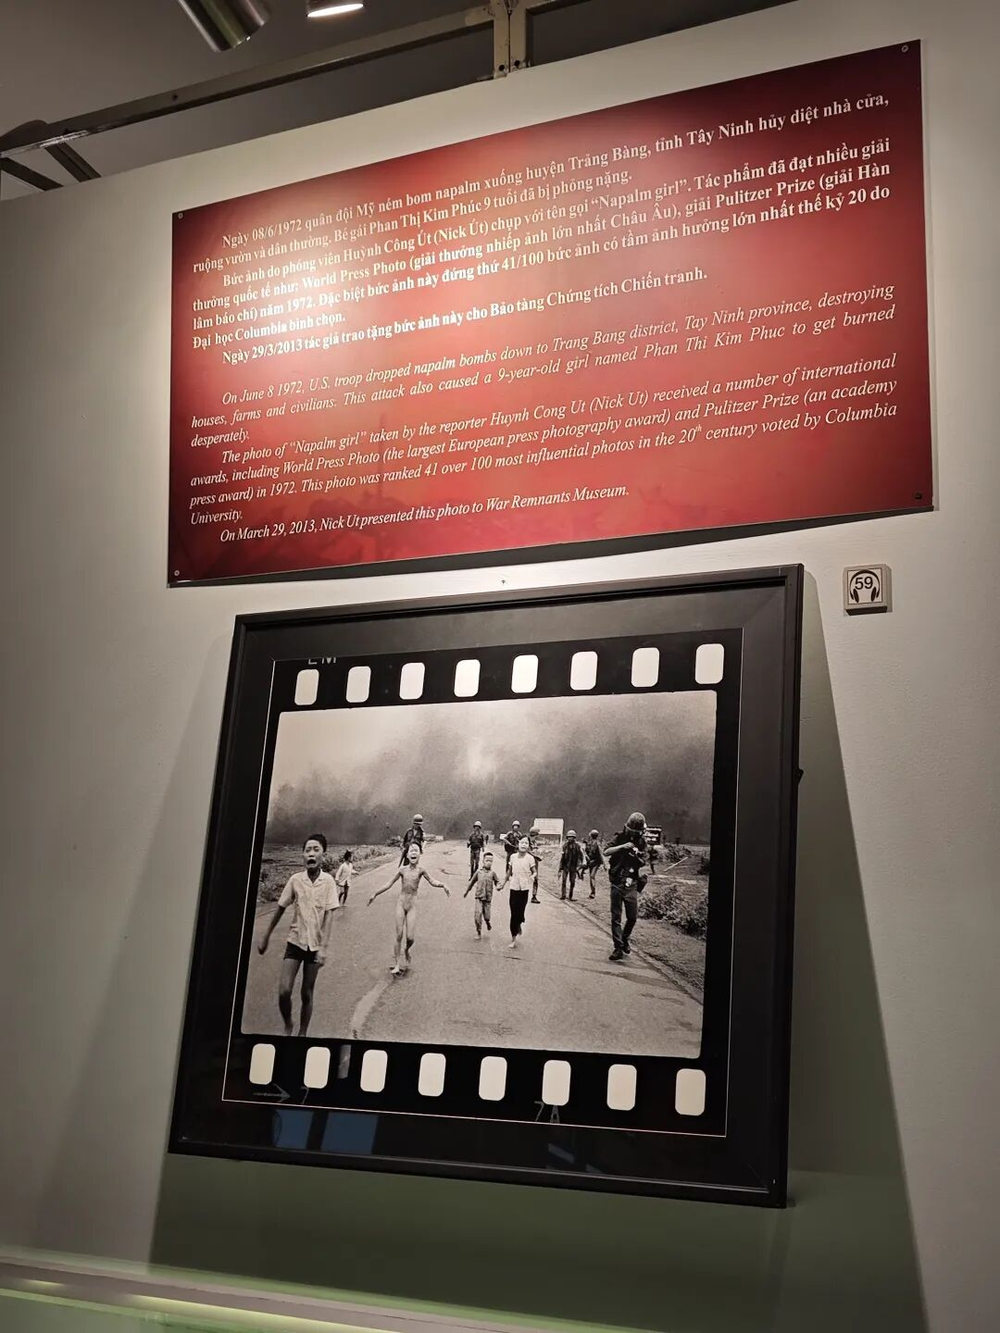 Ngày 08/6/1972 quân đội Mỹ ném bom napalm xuống huyện Trảng Bàng, tỉnh Tây Ninh hủy diệt nhà cửa,
ruộng vườn và dân thường. Bé gái Phan Thị Kim Phúc 9 tuổi đã bị phỏng nặng.
Bức ảnh do phóng viên Huỳnh Công Út (Nick Út) chụp với tên gọi “Napalm girl”. Tác phẩm đã đạt nhiều giải
thưởng quốc tế như: World Press Photo (giải thưởng nhiếp ảnh lớn nhất Châu Âu), giải Pulitzer Prize (giải Hàn
lâm báo chí) năm 1972. Đặc biệt bức ảnh này đứng thứ 41/100 bức ảnh có tầm ảnh hưởng lớn nhất thế kỷ 20 do
Đại học Columbia bình chọn.
Ngày 29/3/2013 tác giả trao tặng bức ảnh này cho Bảo tàng Chứng tích Chiến tranh.
On June 8 1972, U.S. troop dropped napalm bombs down to Trang Bang district, Tay Ninh province, destroying
houses, farms and civilians. This attack also caused a 9-year-old girl named Phan Thi Kim Phuc to get burned
desperately.
The photo of “Napalm girl” taken by the reporter Huynh Cong Ut (Nick Ut) received a number of international
awards, including World Press Photo (the largest European press photography award) and Pulitzer Prize (an academy
press award) in 1972. This photo was ranked 41 over 100 most influential photos in the 20th century voted by Columbia
University.
On March 29, 2013, Nick Ut presented this photo to War Remnants Museum.
59